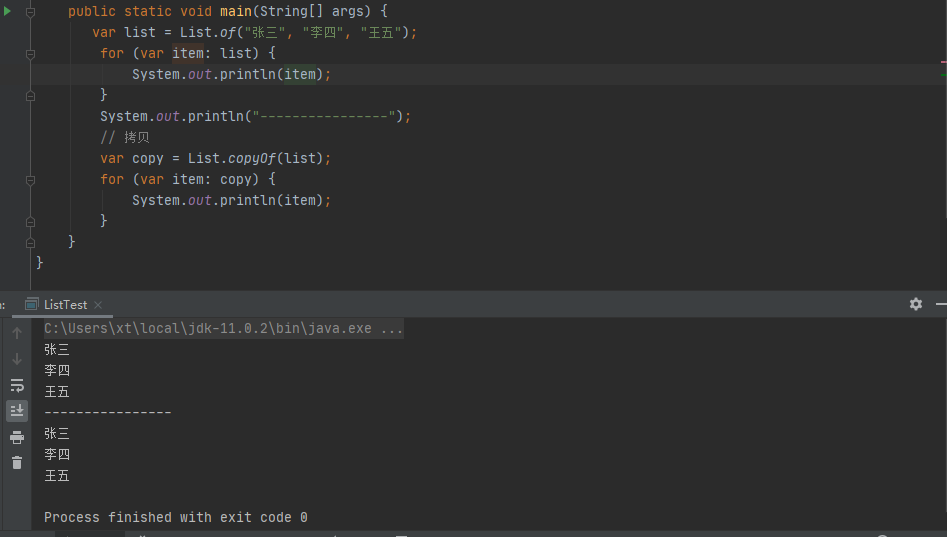 public static void main(String[] args) {
var list = List.of("张三", "李四", "王五");
for (var item: list) {
System.out.println(item);
}
System.out.println("----------------");
// 拷贝
var copy = List.copyOf(list);
for (var item: copy) {
System.out.println(item);
}
}
}
ListTest
C:\Users\xt\local\jdk-11.0.2\bin\java.exe ...
张三
李四
王五
----------------
张三
李四
王五
Process finished with exit code 0